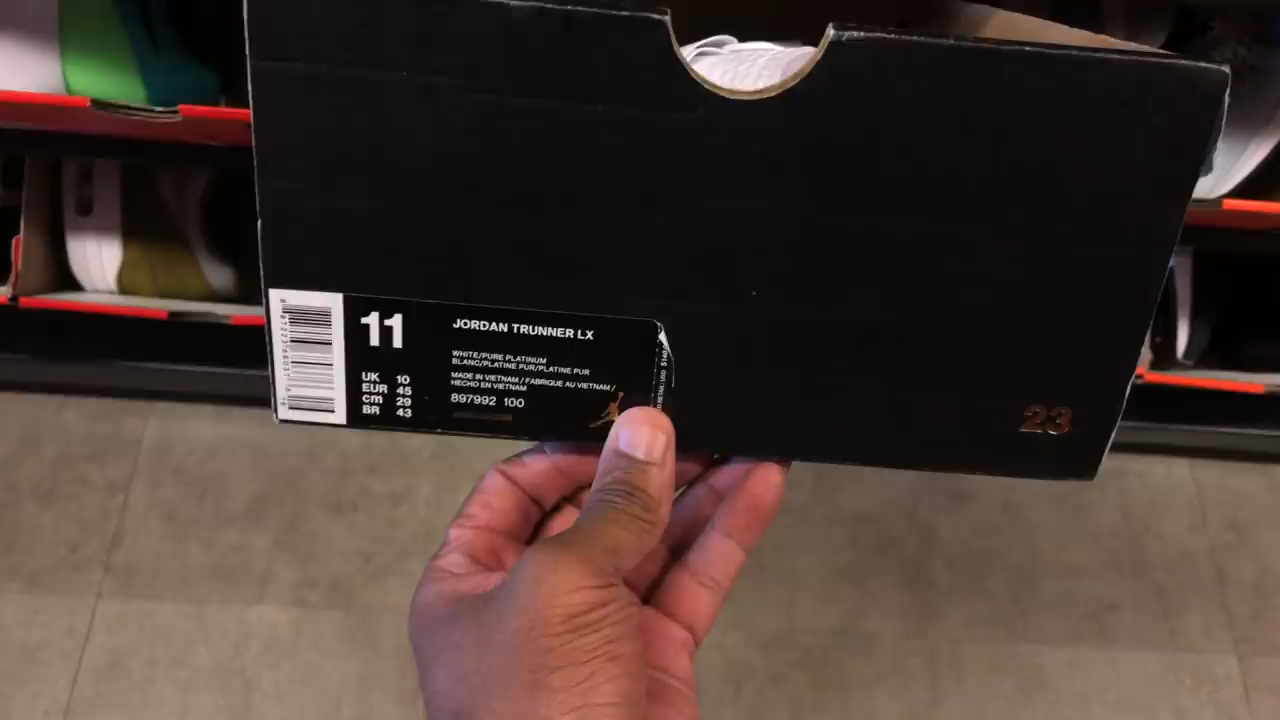 11
UK 10
EUR 45
cm 29
BR 43
JORDAN TRUNNER LX
WHITE/PURE PLATINUM
BLANC/PLATINE PUR/PLATINE PUR
MADE IN VIETNAM / FABRIQUE AU VIETNAM /
HECHO EN VIETNAM
897992 100
23